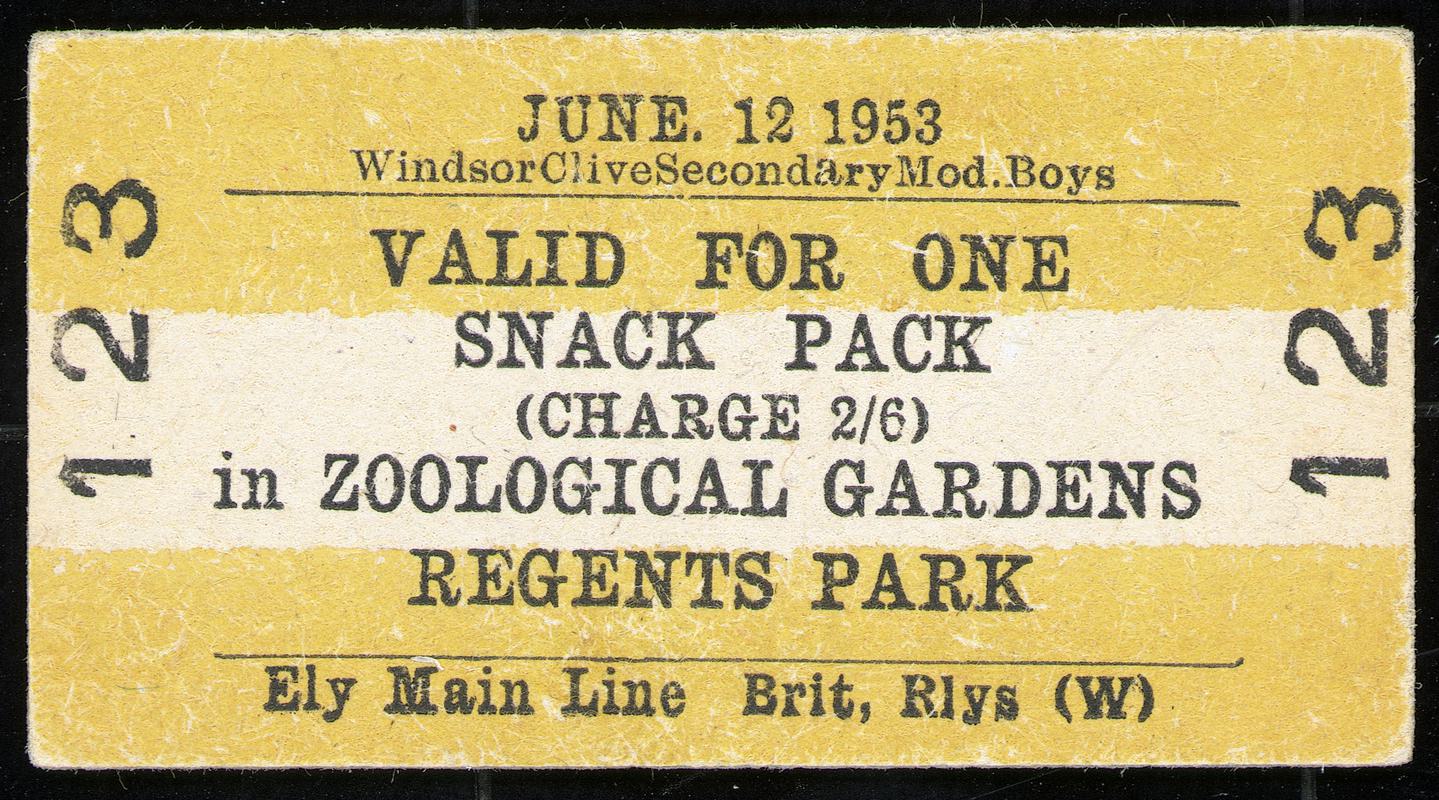 JUNE. 12 1953
WindsorCliveSecondaryMod.Boys
VALID FOR ONE
SNACK PACK
(CHARGE 2/6)
in ZOOLOGICAL GARDENS
REGENTS PARK
Ely Main Line Brit, Rlys (W)
123
123